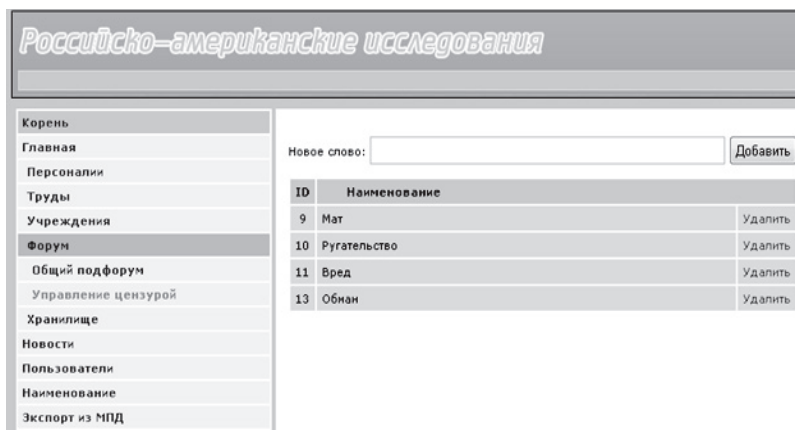 Российско-американские исследования
Корень
Главная
Персоналии
Труды
Учреждения
Форум
Общий подфорум
Управление цензурой
Хранилище
Новости
Пользователи
Наименование
Экспорт из МПД
Новое слово: Добавить
ID Наименование
9 Мат Удалить
10 Ругательство Удалить
11 Вред Удалить
13 Обман Удалить